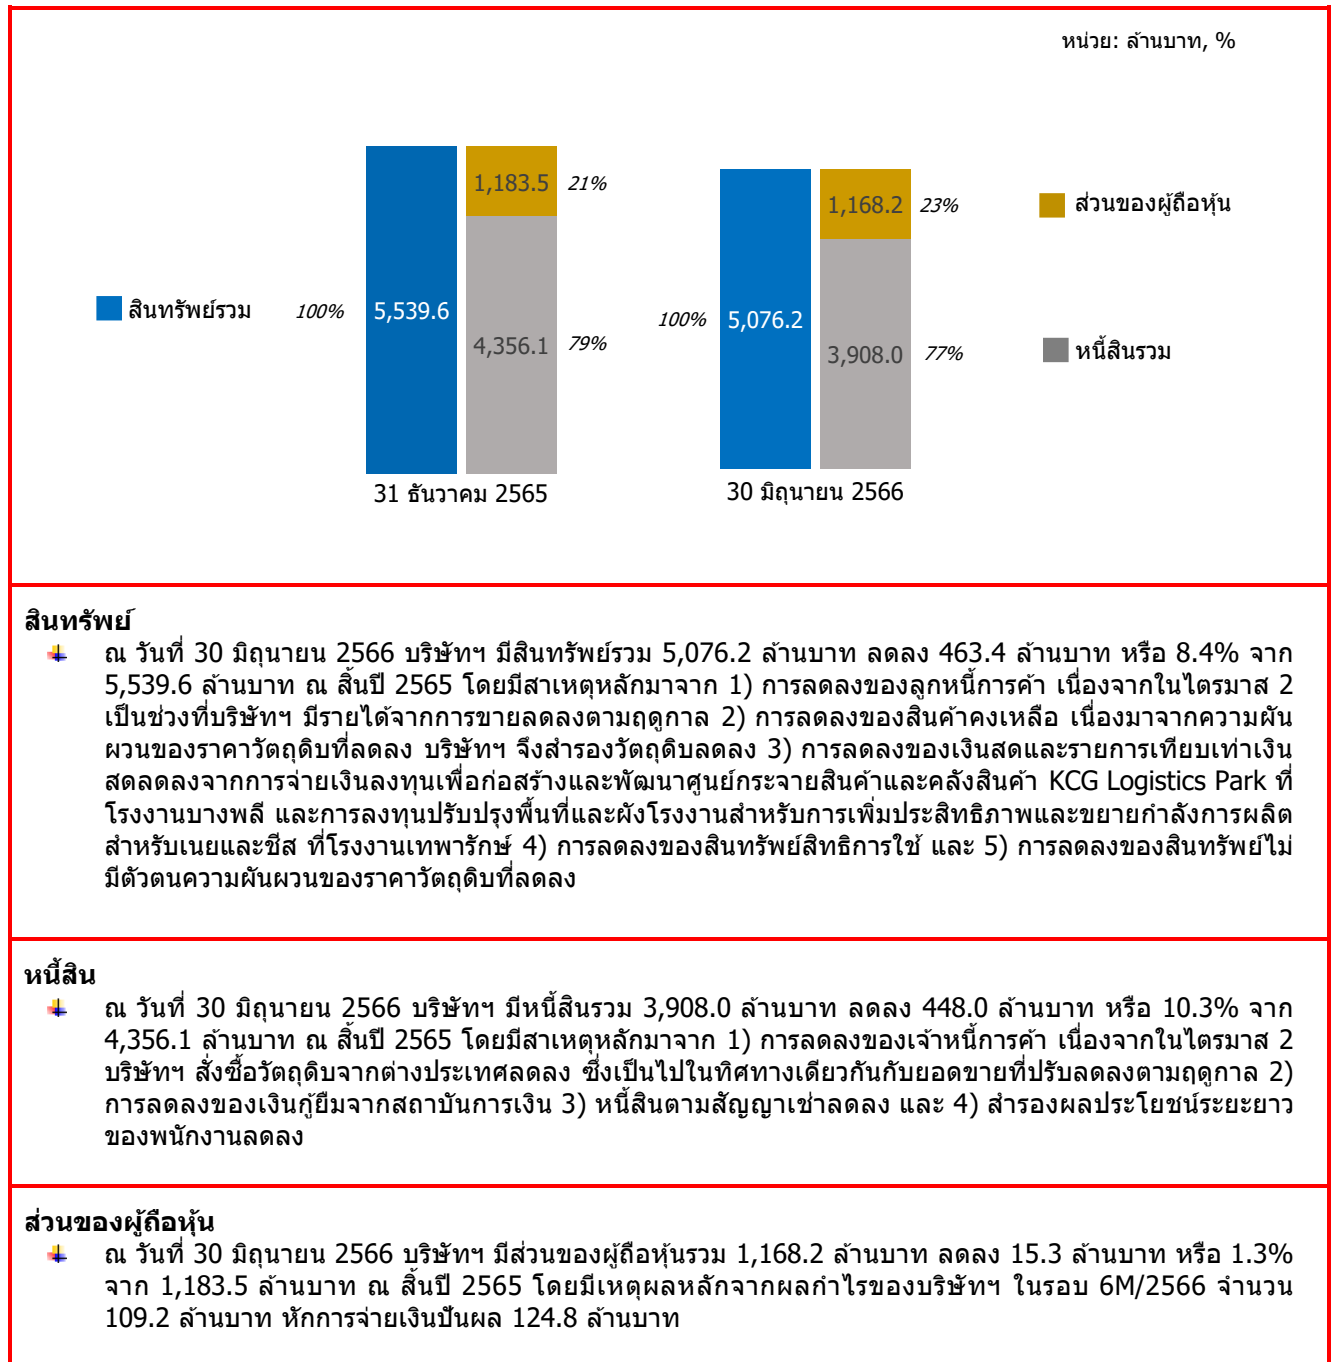 หน่วย: ล้านบาท, %
1,183.5 21%
1,168.2 23% ส่วนของผู้ถือหุ้น
สินทรัพย์รวม 100% 5,539.6
100% 5,076.2
4,356.1 79%
3,908.0 77% หนี้สินรวม
31 ธันวาคม 2565
30 มิถุนายน 2566
สินทรัพย์
ณ วันที่ 30 มิถุนายน 2566 บริษัทฯ มีสินทรัพย์รวม 5,076.2 ล้านบาท ลดลง 463.4 ล้านบาท หรือ 8.4% จาก
5,539.6 ล้านบาท ณ สิ้นปี 2565 โดยมีสาเหตุหลักมาจาก 1) การลดลงของลูกหนี้การค้า เนื่องจากในไตรมาส 2
เป็นช่วงที่บริษัทฯ มีรายได้จากการขายลดลงตามฤดูกาล 2) การลดลงของสินค้าคงเหลือ เนื่องมาจากความผัน
ผวนของราคาวัตถุดิบที่ลดลง บริษัทฯ จึงสำรองวัตถุดิบลดลง 3) การลดลงของเงินสดและรายการเทียบเท่าเงิน
สดลดลงจากการจ่ายเงินลงทุนเพื่อก่อสร้างและพัฒนาศูนย์กระจายสินค้าและคลังสินค้า KCG Logistics Park ที่
โรงงานบางพลี และการลงทุนปรับปรุงพื้นที่และผังโรงงานสำหรับการเพิ่มประสิทธิภาพและขยายกำลังการผลิต
สำหรับเนยและชีส ที่โรงงานเทพารักษ์ 4) การลดลงของสินทรัพย์สิทธิการใช้ และ 5) การลดลงของสินทรัพย์ไม่
มีตัวตนความผันผวนของราคาวัตถุดิบที่ลดลง
หนี้สิน
ณ วันที่ 30 มิถุนายน 2566 บริษัทฯ มีหนี้สินรวม 3,908.0 ล้านบาท ลดลง 448.0 ล้านบาท หรือ 10.3% จาก
4,356.1 ล้านบาท ณ สิ้นปี 2565 โดยมีสาเหตุหลักมาจาก 1) การลดลงของเจ้าหนี้การค้า เนื่องจากในไตรมาส 2
บริษัทฯ สั่งซื้อวัตถุดิบจากต่างประเทศลดลง ซึ่งเป็นไปในทิศทางเดียวกันกับยอดขายที่ปรับลดลงตามฤดูกาล 2)
การลดลงของเงินกู้ยืมจากสถาบันการเงิน 3) หนี้สินตามสัญญาเช่าลดลง และ 4) สำรองผลประโยชน์ระยะยาว
ของพนักงานลดลง
ส่วนของผู้ถือหุ้น
ณ วันที่ 30 มิถุนายน 2566 บริษัทฯ มีส่วนของผู้ถือหุ้นรวม 1,168.2 ล้านบาท ลดลง 15.3 ล้านบาท หรือ 1.3%
จาก 1,183.5 ล้านบาท ณ สิ้นปี 2565 โดยมีเหตุผลหลักจากผลกำไรของบริษัทฯ ในรอบ 6M/2566 จำนวน
109.2 ล้านบาท หักการจ่ายเงินปันผล 124.8 ล้านบาท